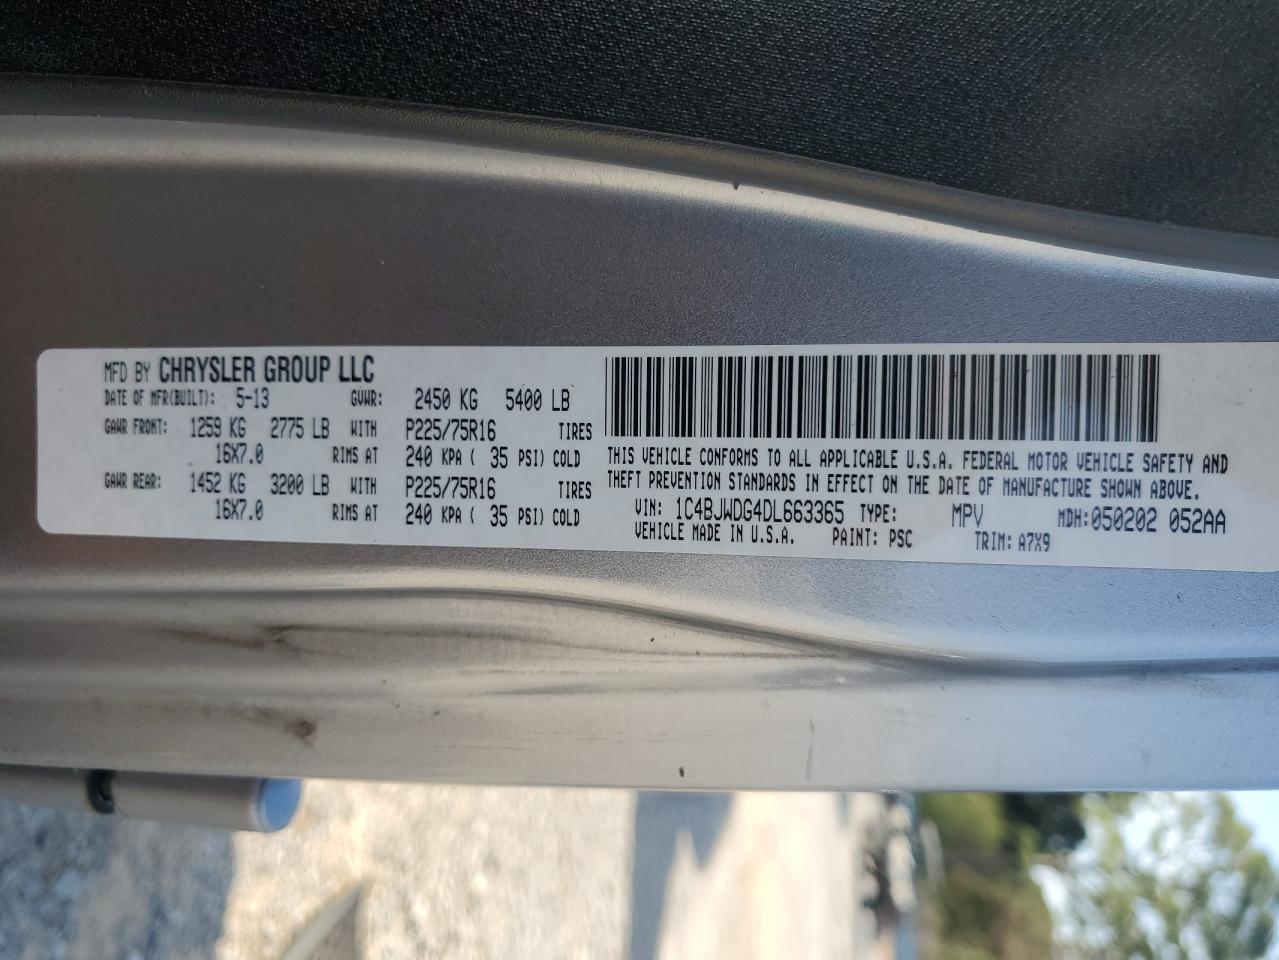 MFD BY CHRYSLER GROUP LLC
DATE OF MFR(BUILT): 5-13 GVWR: 2450 KG 5400 LB
GAWR FRONT: 1259 KG 2775 LB WITH P225/75R16 TIRES
16X7.0 RIMS AT 240 KPA ( 35 PSI) COLD
GAWR REAR: 1452 KG 3200 LB WITH P225/75R16 TIRES
16X7.0 RIMS AT 240 KPA ( 35 PSI) COLD
THIS VEHICLE CONFORMS TO ALL APPLICABLE U.S.A. FEDERAL MOTOR VEHICLE SAFETY AND
THEFT PREVENTION STANDARDS IN EFFECT ON THE DATE OF MANUFACTURE SHOWN ABOVE.
VIN: 1C4BJWDG4DL663365 TYPE: MPV MDH: 050202 052AA
VEHICLE MADE IN U.S.A. PAINT: PSC TRIM: A7X9